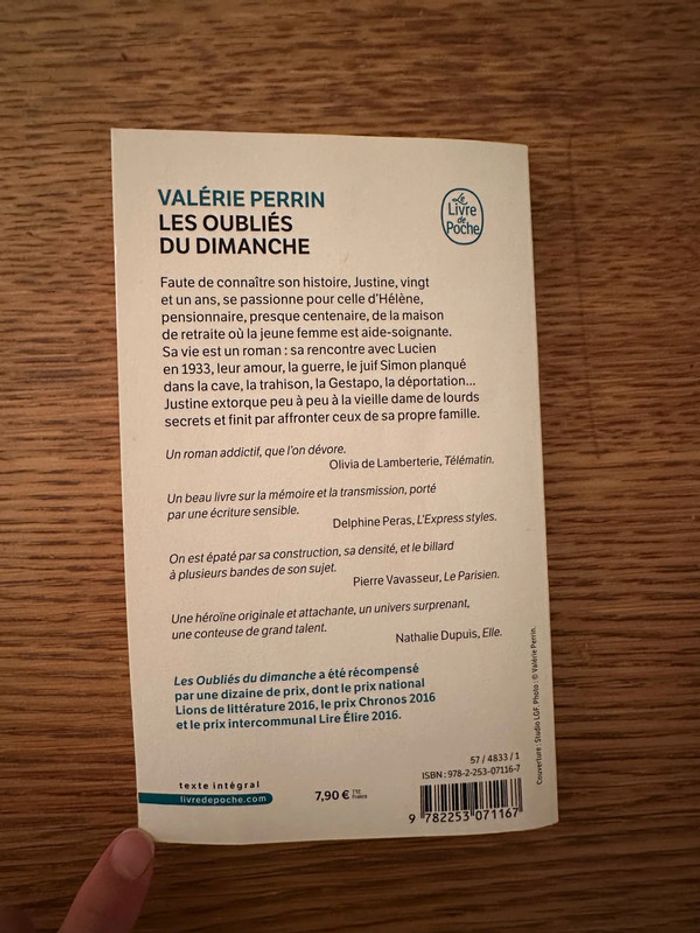 VALÉRIE PERRIN
LES OUBLIÉS
DU DIMANCHE
Le
Livre
de
Poche
Faute de connaître son histoire, Justine, vingt
et un ans, se passionne pour celle d'Hélène,
pensionnaire, presque centenaire, de la maison
de retraite où la jeune femme est aide-soignante.
Sa vie est un roman : sa rencontre avec Lucien
en 1933, leur amour, la guerre, le juif Simon planqué
dans la cave, la trahison, la Gestapo, la déportation...
Justine extorque peu à peu à la vieille dame de lourds
secrets et finit par affronter ceux de sa propre famille.
Un roman addictif, que l'on dévore.
Olivia de Lamberterie, Télématin.
Un beau livre sur la mémoire et la transmission, porté
par une écriture sensible.
Delphine Peras, L'Express styles.
On est épaté par sa construction, sa densité, et le billard
à plusieurs bandes de son sujet.
Pierre Vavasseur, Le Parisien.
Une héroïne originale et attachante, un univers surprenant,
une conteuse de grand talent.
Nathalie Dupuis, Elle.
Les Oubliés du dimanche a été récompensé
par une dizaine de prix, dont le prix national
Lions de littérature 2016, le prix Chronos 2016
et le prix intercommunal Lire Élire 2016.
Couverture : Studio LGF. Photo : © Valérie Perrin.
texte intégral
livredepoche.com
7,90 € TTC
France
57 / 4833 / 1
ISBN : 978-2-253-07116-7
9 782253 071167